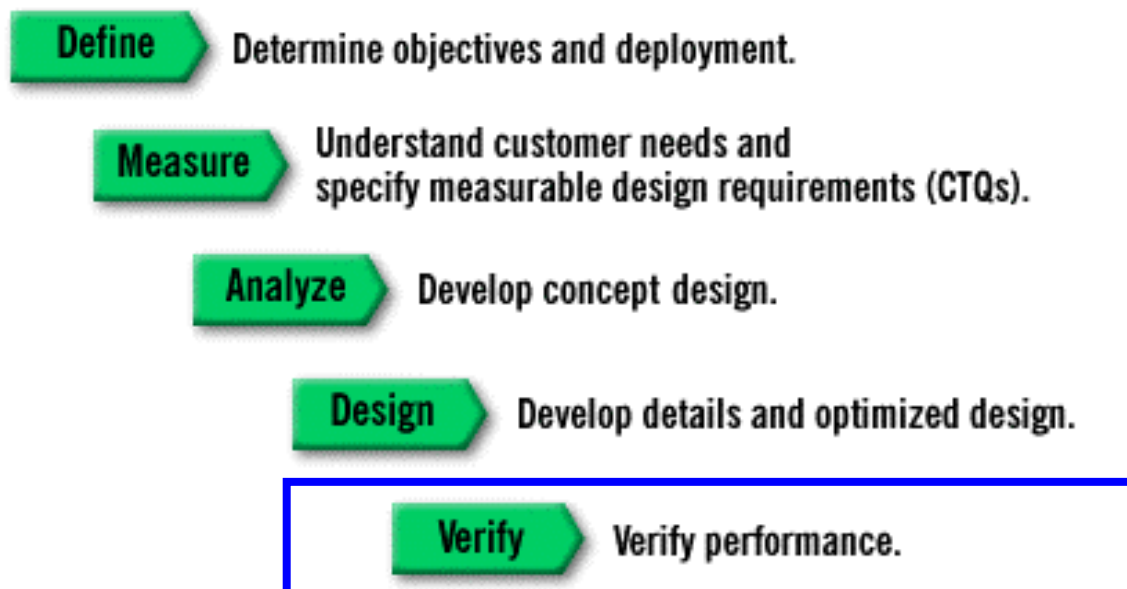 Define
Determine objectives and deployment.
Measure
Understand customer needs and
specify measurable design requirements (CTQs).
Analyze
Develop concept design.
Design
Develop details and optimized design.
Verify
Verify performance.